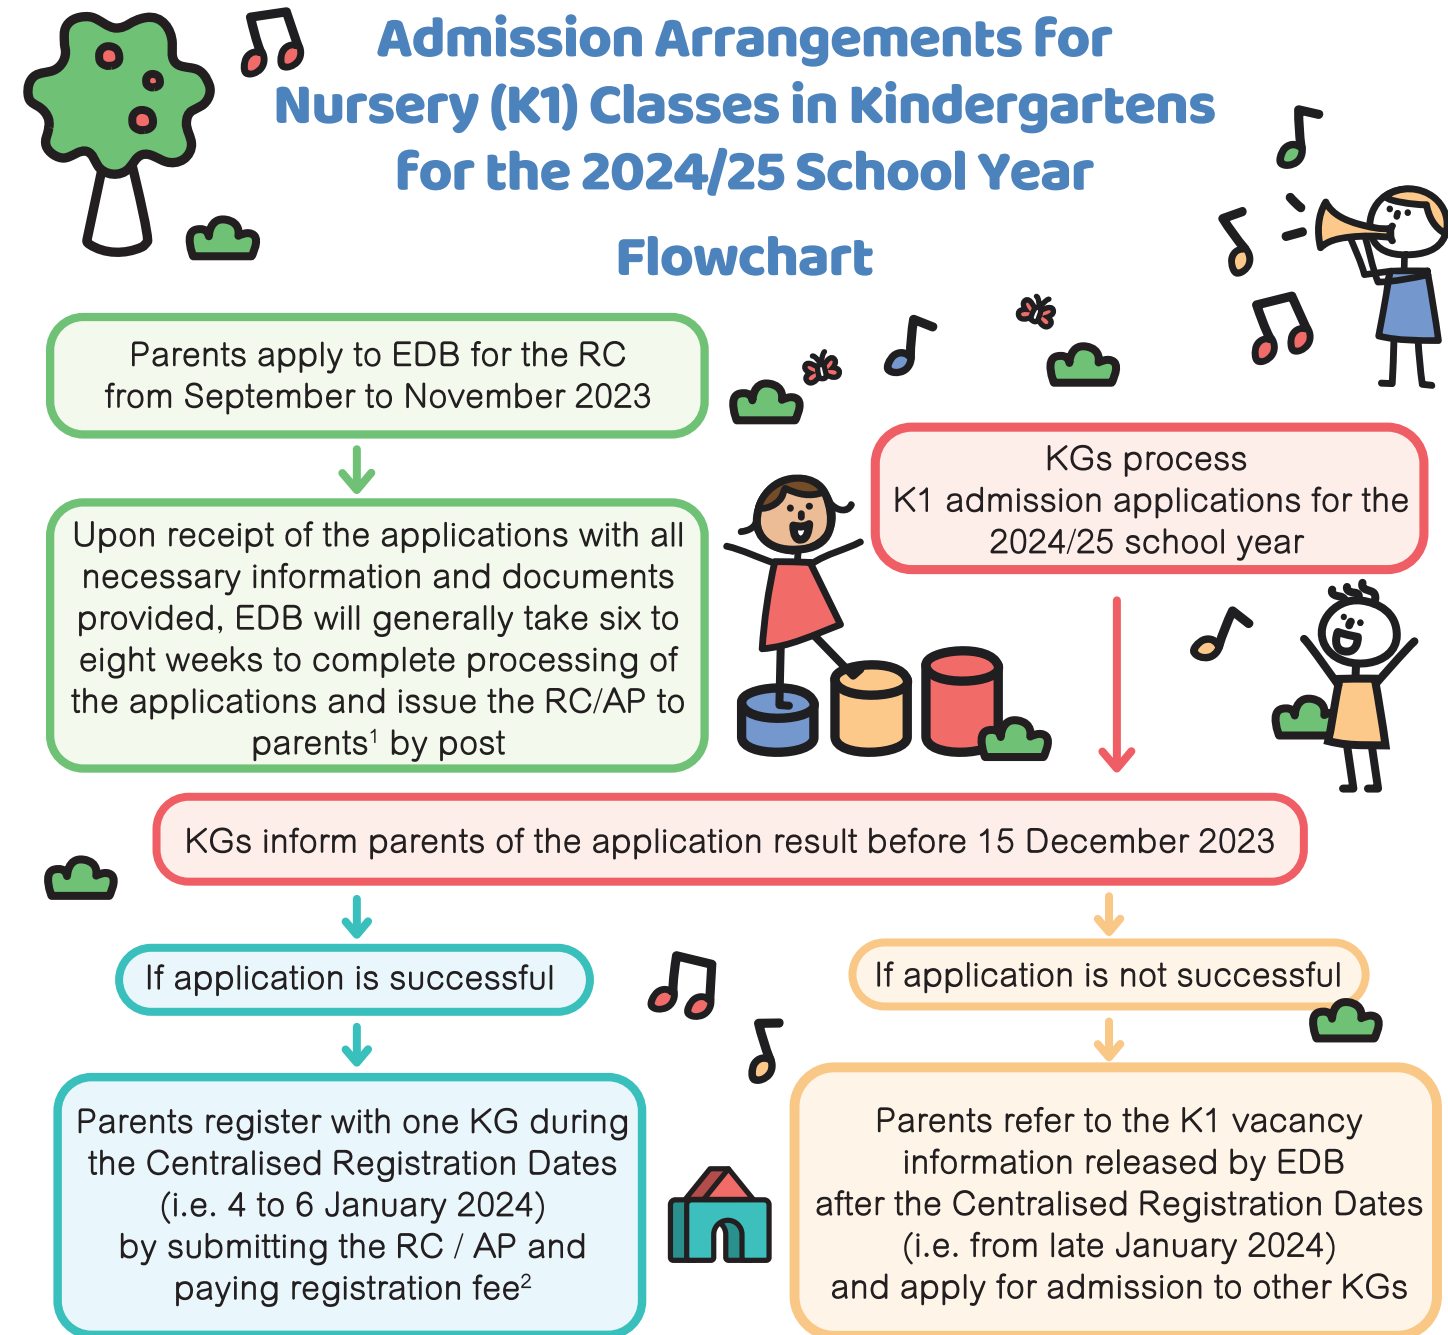 Admission Arrangements for
Nursery (K1) Classes in Kindergartens
for the 2024/25 School Year
Flowchart
Parents apply to EDB for the RC
from September to November 2023
KGs process
K1 admission applications for the
2024/25 school year
Upon receipt of the applications with all
necessary information and documents
provided, EDB will generally take six to
eight weeks to complete processing of
the applications and issue the RC/AP to
parents¹ by post
KGs inform parents of the application result before 15 December 2023
If application is successful
If application is not successful
Parents register with one KG during
the Centralised Registration Dates
(i.e. 4 to 6 January 2024)
by submitting the RC / AP and
paying registration fee²
Parents refer to the K1 vacancy
information released by EDB
after the Centralised Registration Dates
(i.e. from late January 2024)
and apply for admission to other KGs